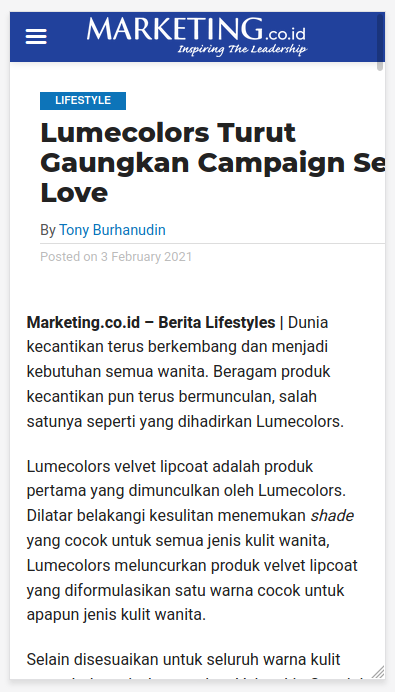 MARKETING.co.id
Inspiring The Leadership
LIFESTYLE
Lumecolors Turut
Gaungkan Campaign Se
Love
By Tony Burhanudin
Posted on 3 February 2021
Marketing.co.id – Berita Lifestyles | Dunia
kecantikan terus berkembang dan menjadi
kebutuhan semua wanita. Beragam produk
kecantikan pun terus bermunculan, salah
satunya seperti yang dihadirkan Lumecolors.
Lumecolors velvet lipcoat adalah produk
pertama yang dimunculkan oleh Lumecolors.
Dilatar belakangi kesulitan menemukan shade
yang cocok untuk semua jenis kulit wanita,
Lumecolors meluncurkan produk velvet lipcoat
yang diformulasikan satu warna cocok untuk
apapun jenis kulit wanita.
Selain disesuaikan untuk seluruh warna kulit